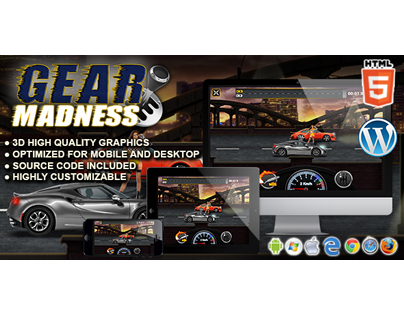 GEAR
MADNESS
• 3D HIGH QUALITY GRAPHICS
• OPTIMIZED FOR MOBILE AND DESKTOP
• SOURCE CODE INCLUDED
• HIGHLY CUSTOMIZABLE
HTML
5